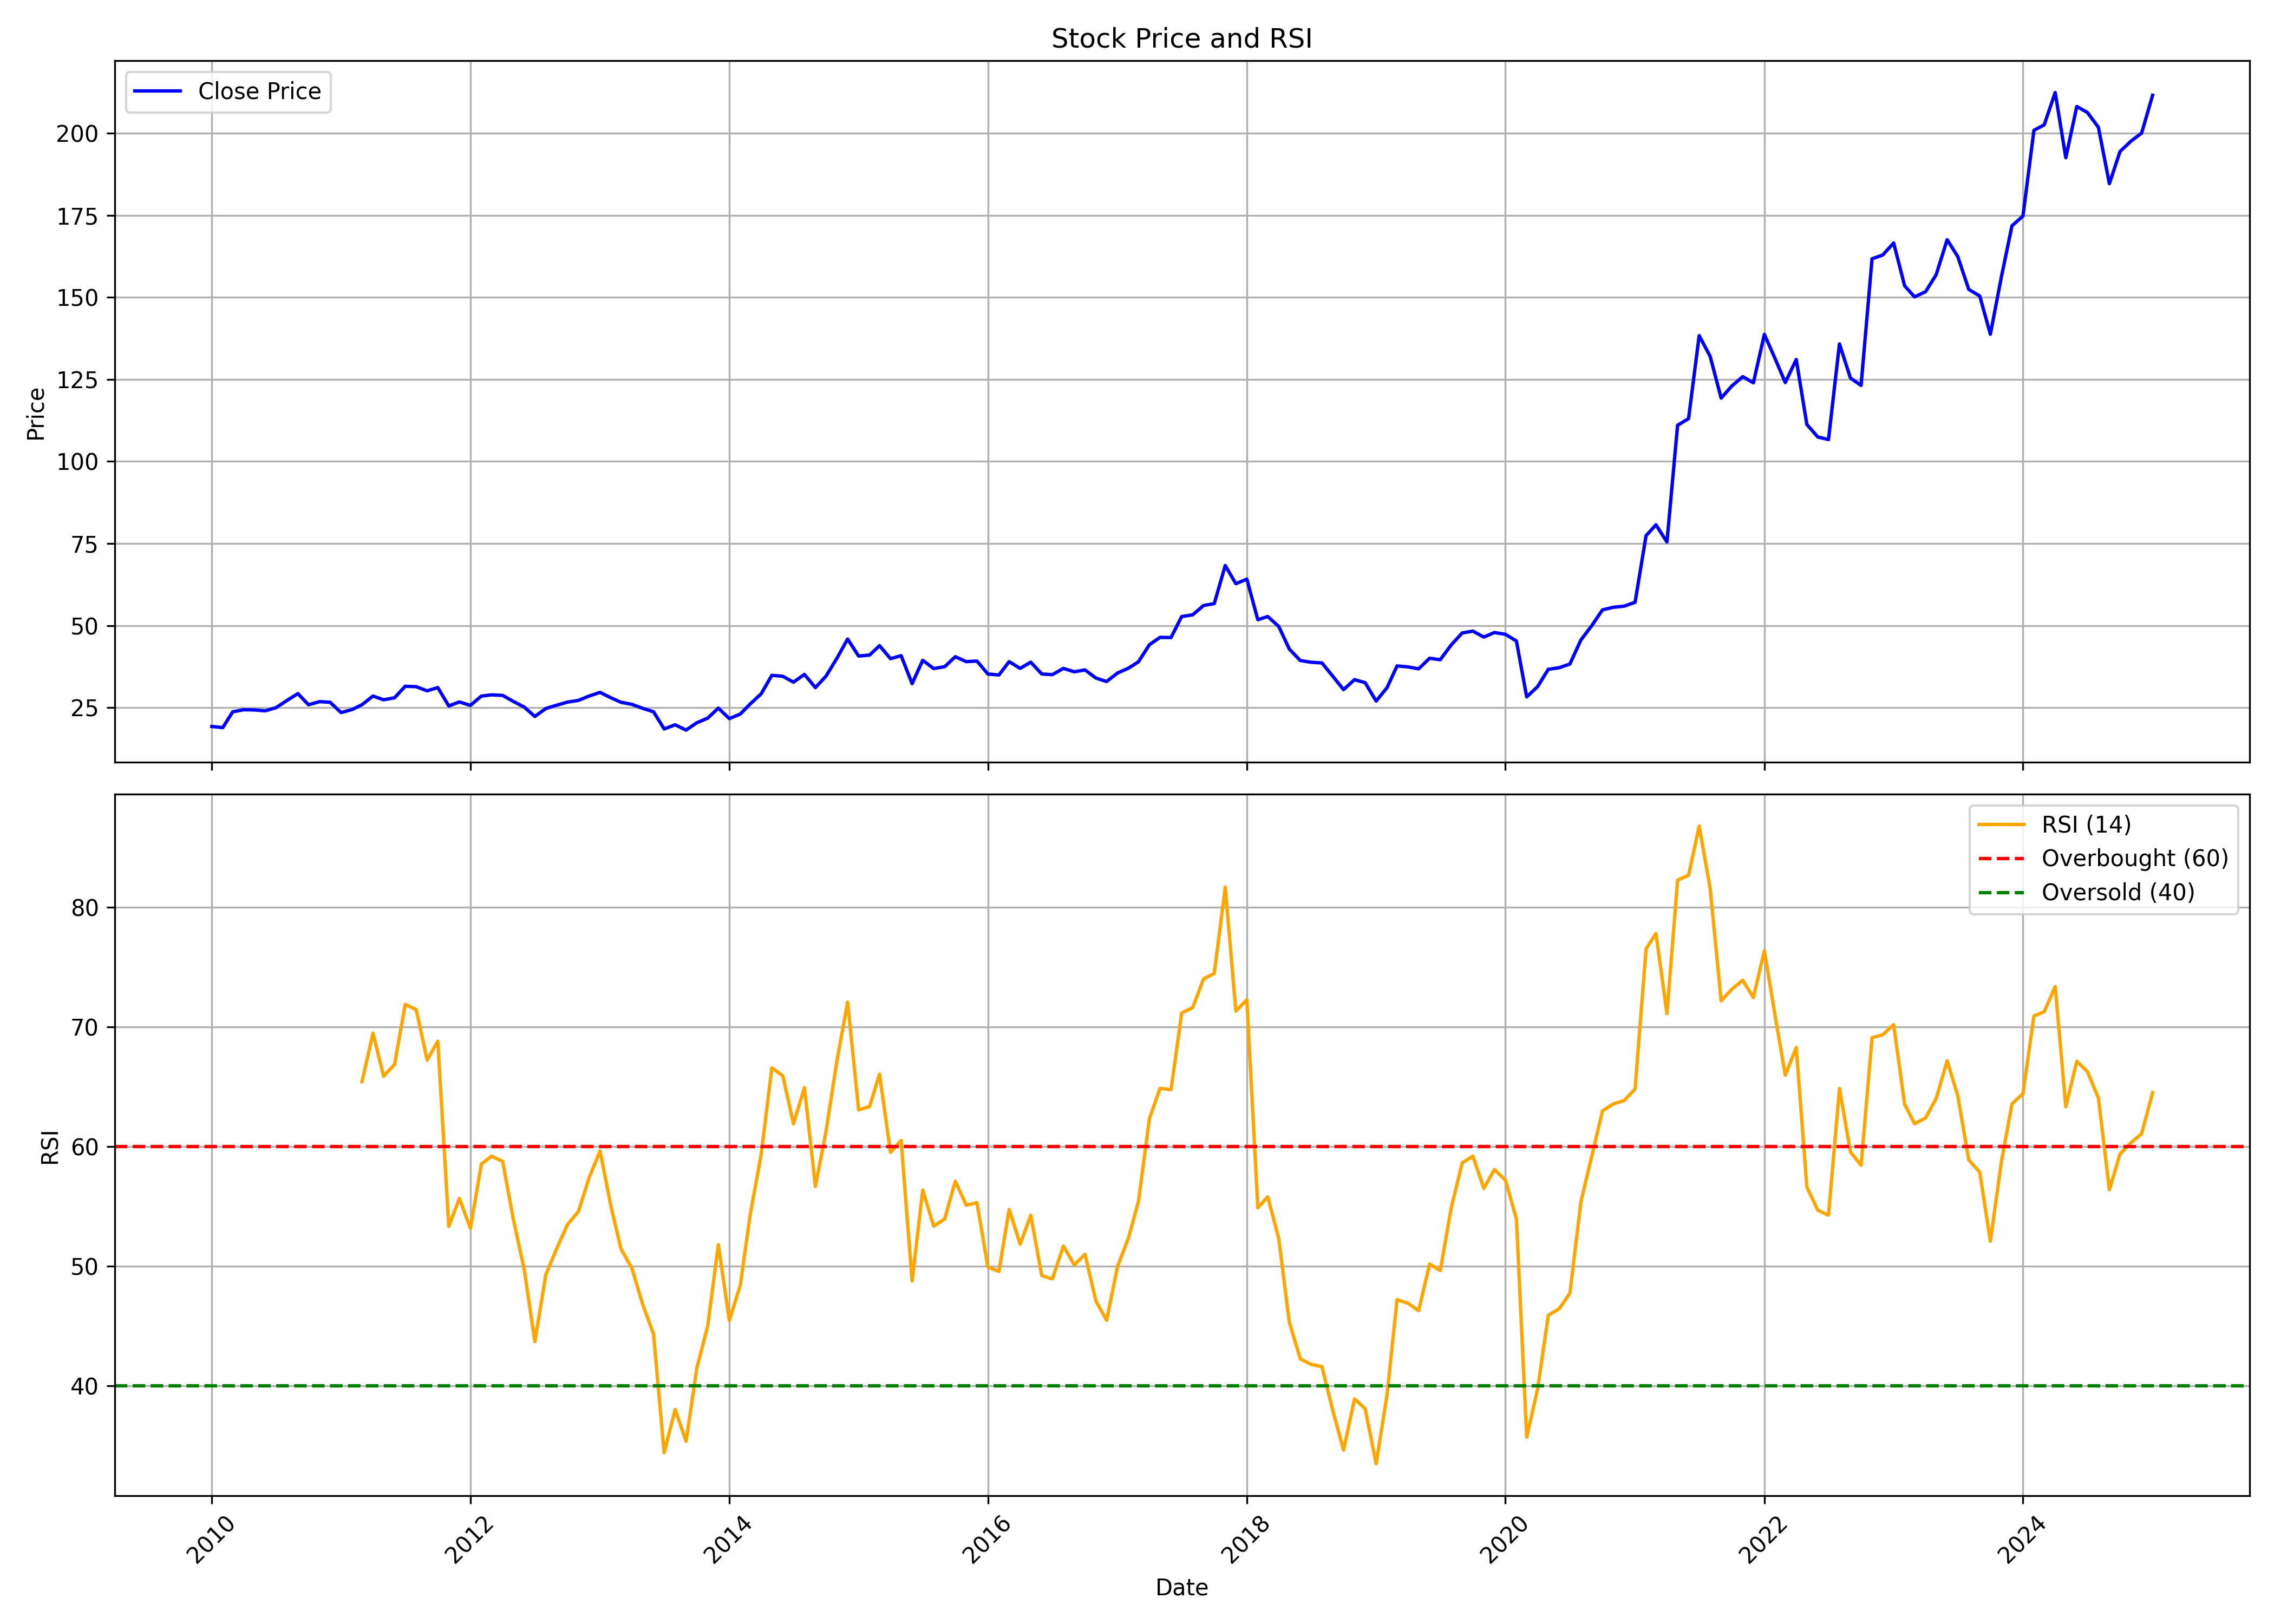 Stock Price and RSI
Close Price
200
175
150
125
100
75
50
25
Price
RSI (14)
Overbought (60)
Oversold (40)
80
70
60
50
40
RSI
2010
2012
2014
2016
2018
2020
2022
2024
Date